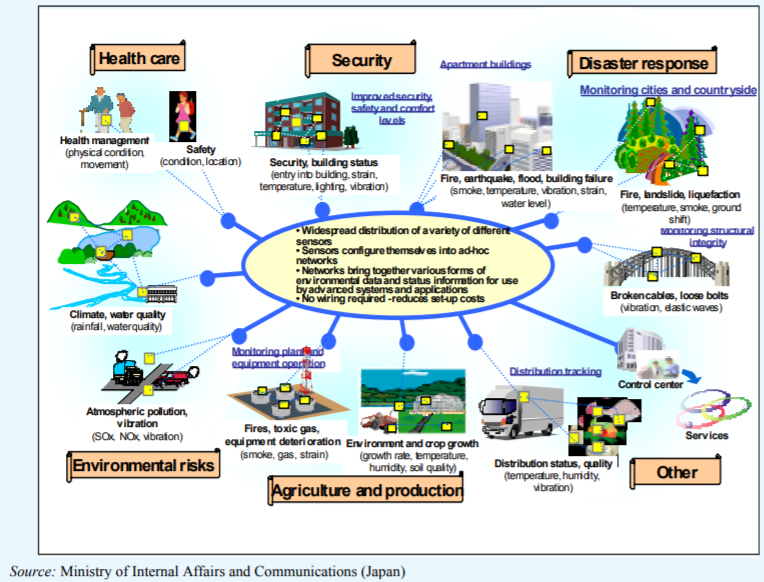 Health care
Security
Disaster response
Apartment buildings
Improved security,
safety and comfort
levels
Monitoring cities and countryside
Health management
(physical condition,
movement)
Safety
(condition, location)
Security, building status
(entry into building, strain,
temperature, lighting, vibration)
Fire, earthquake, flood, building failure
(smoke, temperature, vibration, strain,
water level)
Fire, landslide, liquefaction
(temperature, smoke, ground
shift)
Monitoring structural
integrity
• Widespread distribution of a variety of different
sensors
• Sensors configure themselves into ad-hoc
networks
• Networks bring together various forms of
environmental data and status information for use
by advanced systems and applications
• No wiring required - reduces set-up costs
Broken cables, loose bolts
(vibration, elastic waves)
Climate, water quality
(rainfall, water quality)
Monitoring plant and
equipment operation
Distribution tracking
Control center
Services
Atmospheric pollution,
vibration
(SOx, NOx, vibration)
Fires, toxic gas,
equipment deterioration
(smoke, gas, strain)
Environment and crop growth
(growth rate, temperature,
humidity, soil quality)
Distribution status, quality
(temperature, humidity,
vibration)
Environmental risks
Agriculture and production
Other
Source: Ministry of Internal Affairs and Communications (Japan)